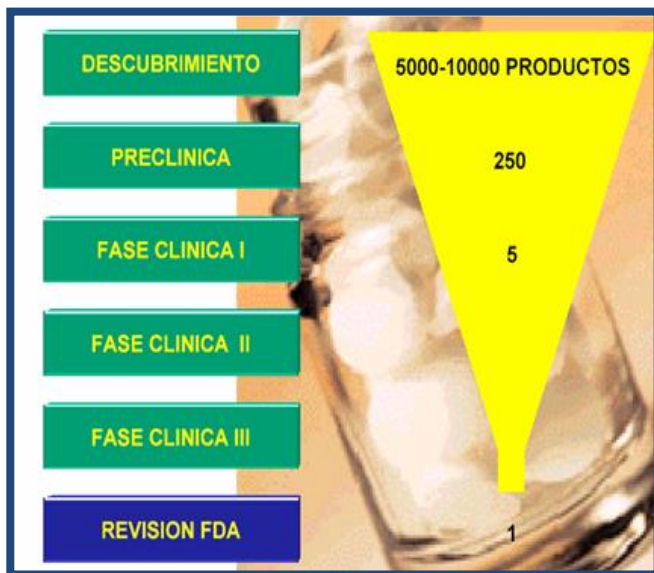 DESCUBRIMIENTO
5000-10000 PRODUCTOS
PRECLINICA
250
FASE CLINICA I
5
FASE CLINICA II
FASE CLINICA III
REVISION FDA
1